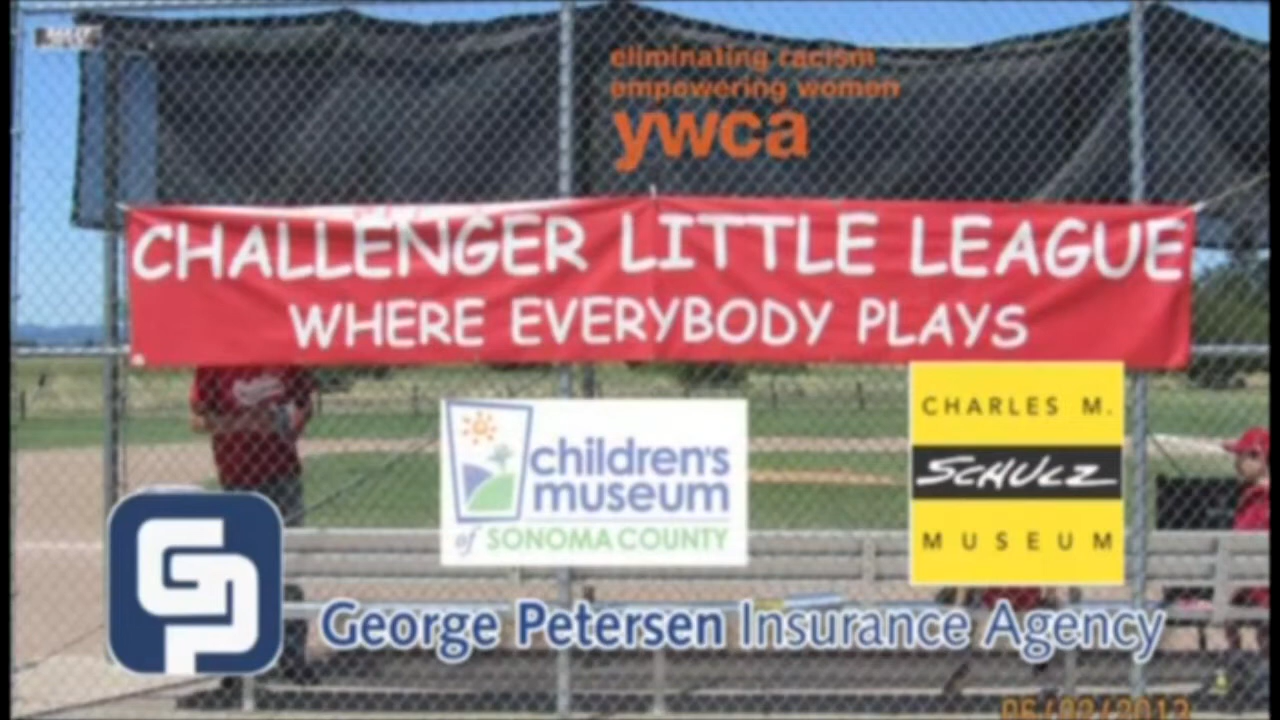 eliminating racism
empowering women
ywca
CHALLENGER LITTLE LEAGUE
WHERE EVERYBODY PLAYS
CHARLES M.
SCHULZ
MUSEUM
children's
museum
of SONOMA COUNTY
GP
George Petersen Insurance Agency